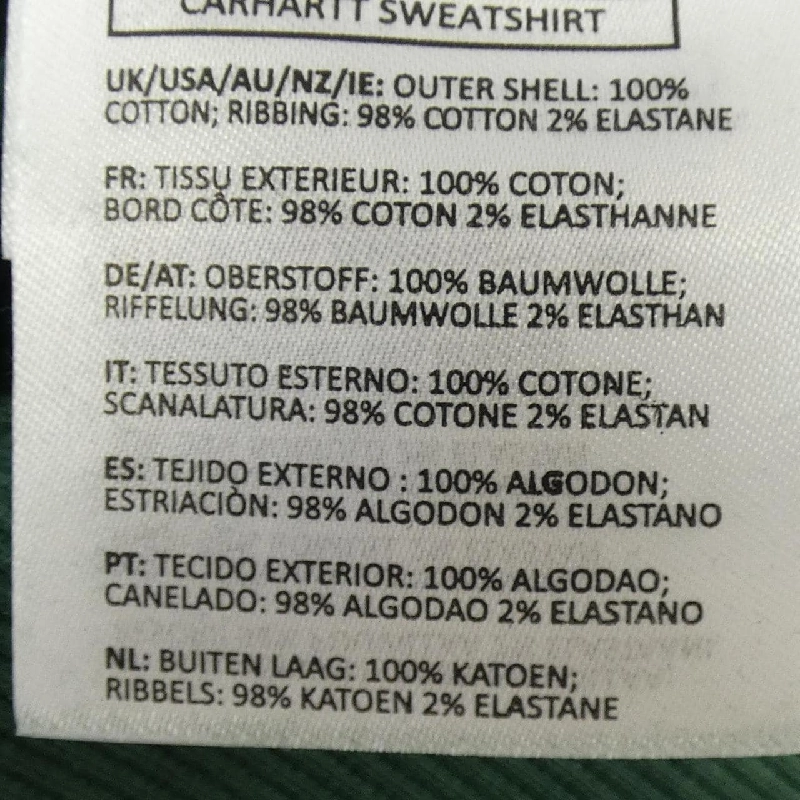 CARHARTT SWEATSHIRT
UK/USA/AU/NZ/IE: OUTER SHELL: 100%
COTTON; RIBBING: 98% COTTON 2% ELASTANE
FR: TISSU EXTERIEUR: 100% COTON;
BORD CÔTE: 98% COTON 2% ELASTHANNE
DE/AT: OBERSTOFF: 100% BAUMWOLLE;
RIFFELUNG: 98% BAUMWOLLE 2% ELASTHAN
IT: TESSUTO ESTERNO: 100% COTONE;
SCANALATURA: 98% COTONE 2% ELASTAN
ES: TEJIDO EXTERNO : 100% ALGODON;
ESTRIACIÒN: 98% ALGODON 2% ELASTANO
PT: TECIDO EXTERIOR: 100% ALGODAO;
CANELADO: 98% ALGODAO 2% ELASTANO
NL: BUITEN LAAG: 100% KATOEN;
RIBBELS: 98% KATOEN 2% ELASTANE